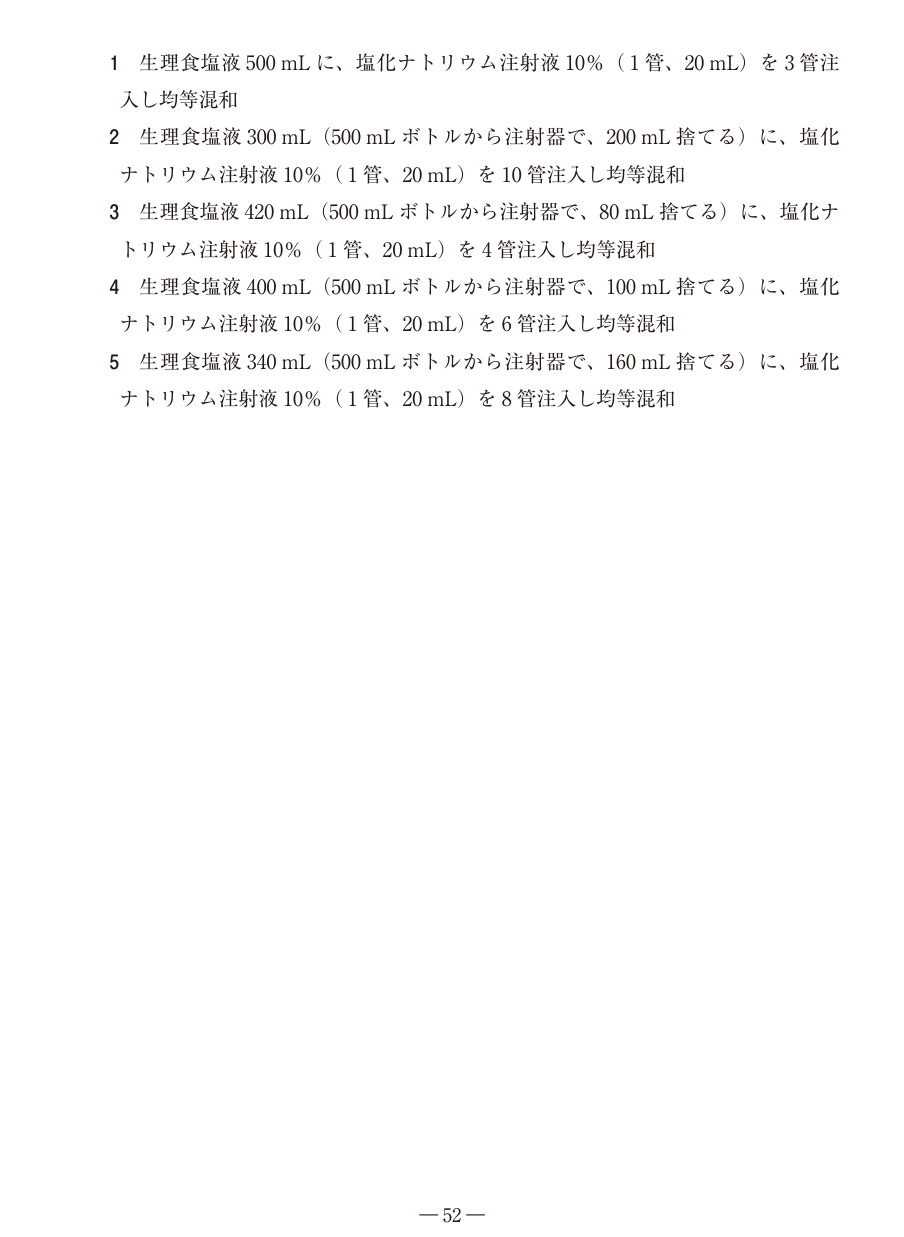 1　生理食塩液 500 mL に、塩化ナトリウム注射液 10％（1 管、20 mL）を 3 管注
入し均等混和
2　生理食塩液 300 mL（500 mL ボトルから注射器で、200 mL 捨てる）に、塩化
ナトリウム注射液 10％（1 管、20 mL）を 10 管注入し均等混和
3　生理食塩液 420 mL（500 mL ボトルから注射器で、80 mL 捨てる）に、塩化ナ
トリウム注射液 10％（1 管、20 mL）を 4 管注入し均等混和
4　生理食塩液 400 mL（500 mL ボトルから注射器で、100 mL 捨てる）に、塩化
ナトリウム注射液 10％（1 管、20 mL）を 6 管注入し均等混和
5　生理食塩液 340 mL（500 mL ボトルから注射器で、160 mL 捨てる）に、塩化
ナトリウム注射液 10％（1 管、20 mL）を 8 管注入し均等混和
― 52 ―